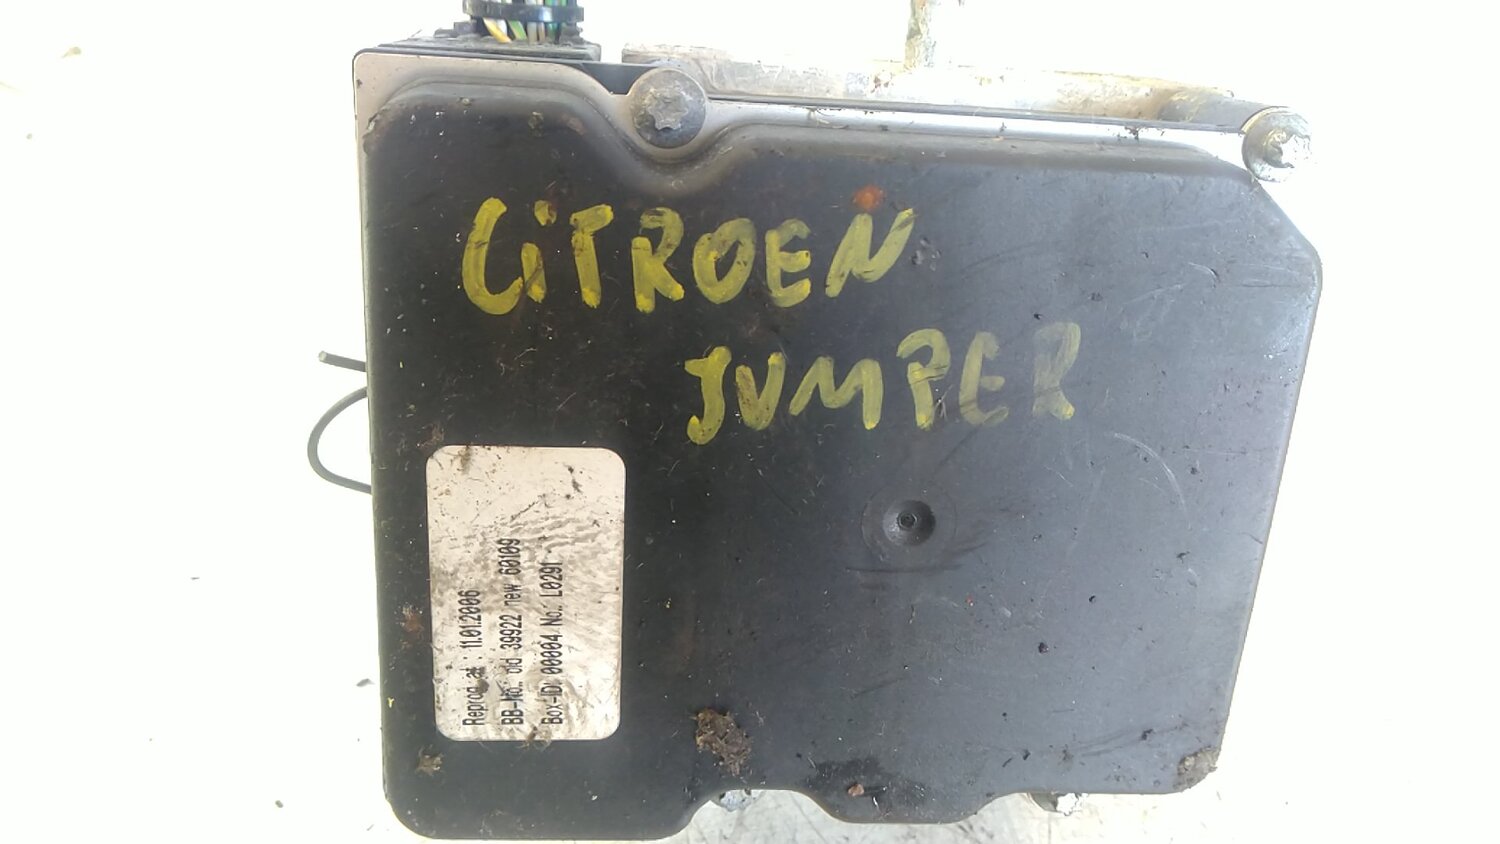 CiTROEN
JUMPER
Reprog. at : 11.01.2006
BB-No.: old 39922 new 60109
Box-ID: 00004 No.: L0291